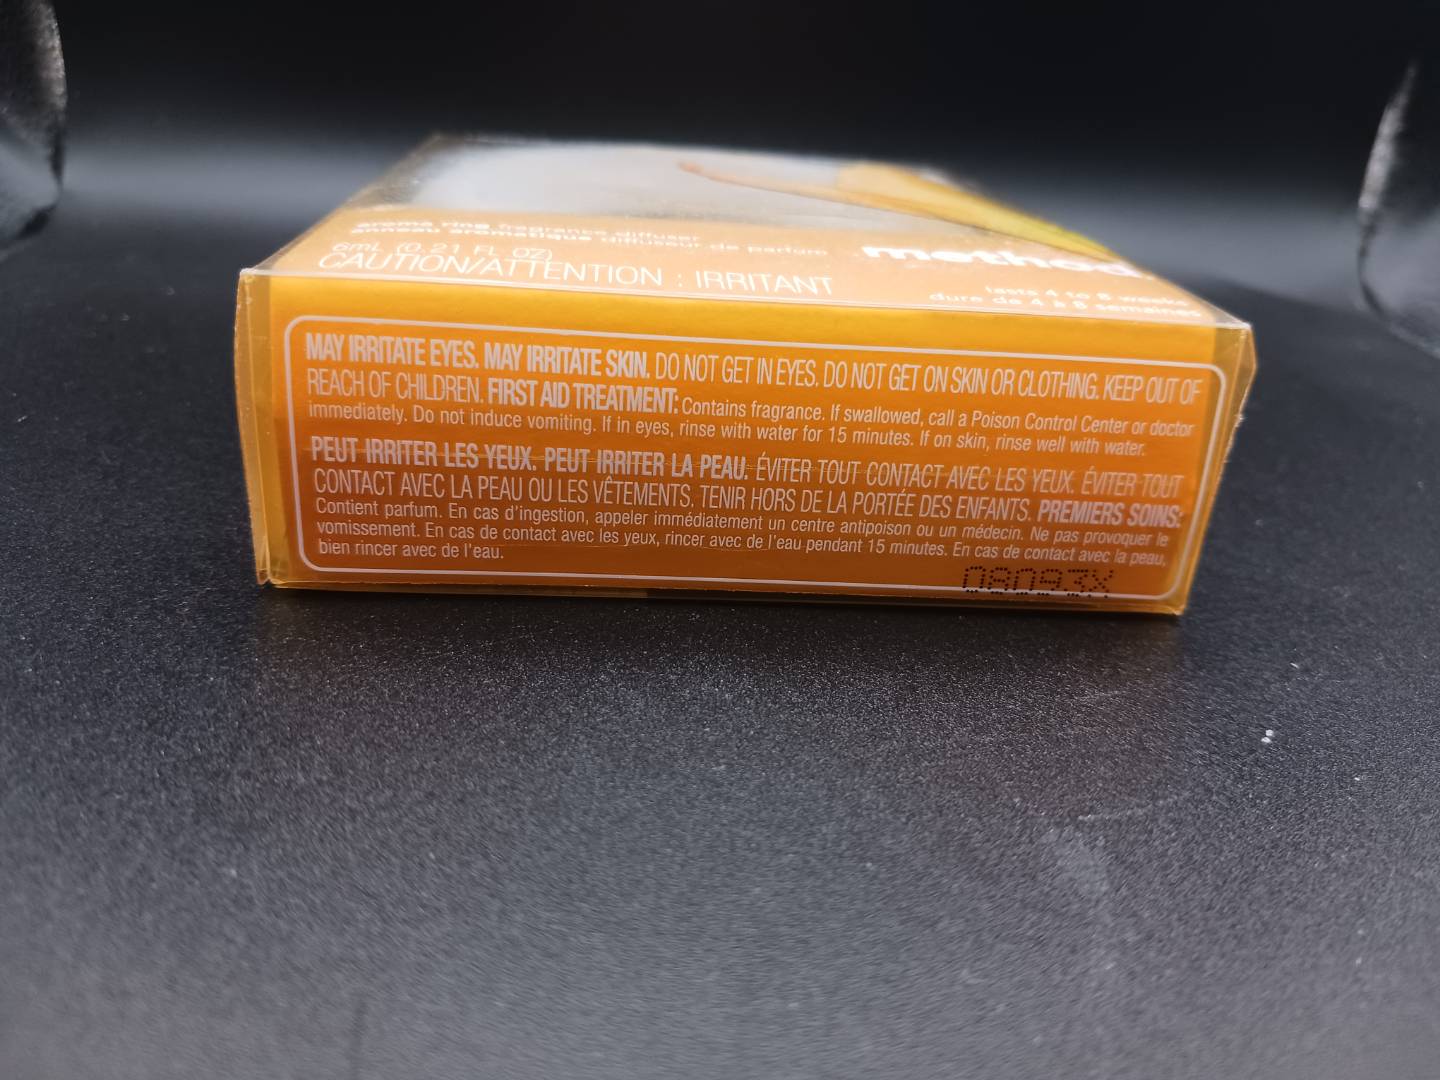 aroma ring fragrance diffuser
anneau aromatique diffuseur de parfum
6mL (0.21 FL OZ)
CAUTION/ATTENTION : IRRITANT
method
lasts 4 to 8 weeks
dure de 4 à 8 semaines
MAY IRRITATE EYES. MAY IRRITATE SKIN. DO NOT GET IN EYES. DO NOT GET ON SKIN OR CLOTHING. KEEP OUT OF
REACH OF CHILDREN. FIRST AID TREATMENT: Contains fragrance. If swallowed, call a Poison Control Center or doctor
immediately. Do not induce vomiting. If in eyes, rinse with water for 15 minutes. If on skin, rinse well with water.
PEUT IRRITER LES YEUX. PEUT IRRITER LA PEAU. ÉVITER TOUT CONTACT AVEC LES YEUX. ÉVITER TOUT
CONTACT AVEC LA PEAU OU LES VÊTEMENTS. TENIR HORS DE LA PORTÉE DES ENFANTS. PREMIERS SOINS:
Contient parfum. En cas d'ingestion, appeler immédiatement un centre antipoison ou un médecin. Ne pas provoquer le
vomissement. En cas de contact avec les yeux, rincer avec de l'eau pendant 15 minutes. En cas de contact avec la peau,
bien rincer avec de l'eau.
08093X